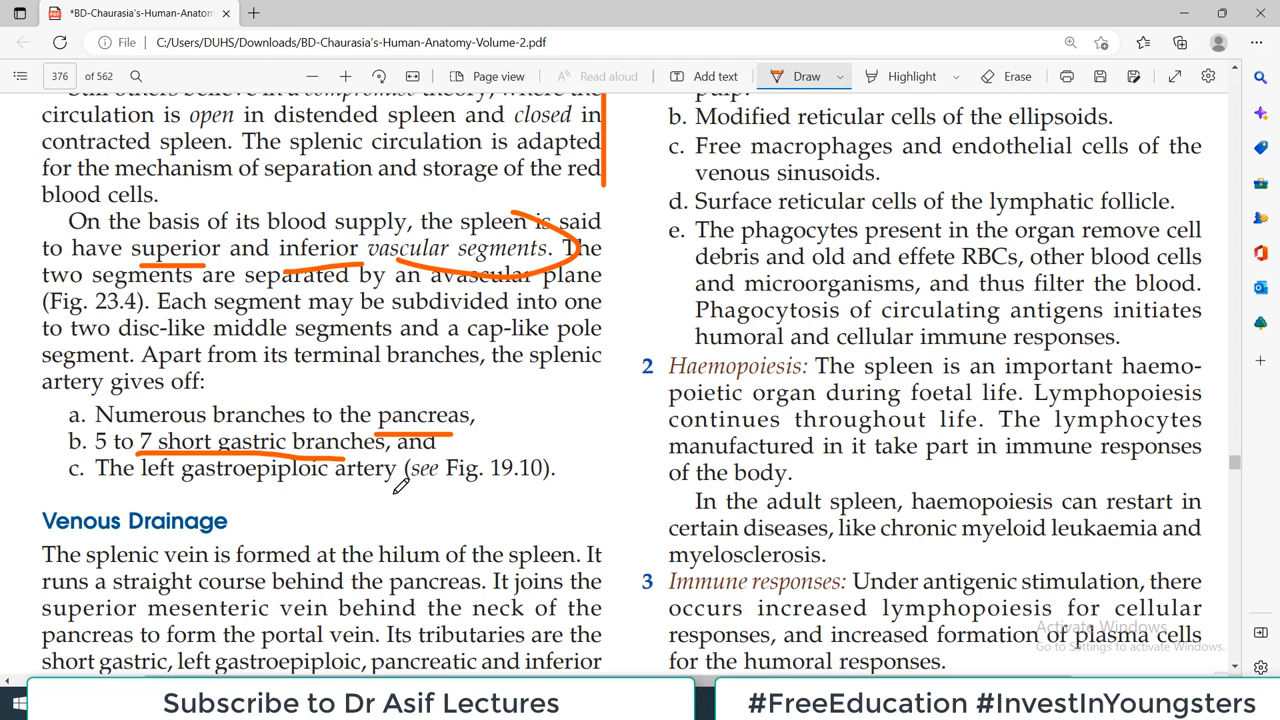 *BD-Chaurasia's-Human-Anatom
File
C:/Users/DUHS/Downloads/BD-Chaurasia's-Human-Anatomy-Volume-2.pdf
376
of 562
Page view
Read aloud
Add text
Draw
Highlight
Erase
circulation is open in distended spleen and closed in
contracted spleen. The splenic circulation is adapted
for the mechanism of separation and storage of the red
blood cells.
On the basis of its blood supply, the spleen is said
to have superior and inferior vascular segments. The
two segments are separated by an avascular plane
(Fig. 23.4). Each segment may be subdivided into one
to two disc-like middle segments and a cap-like pole
segment. Apart from its terminal branches, the splenic
artery gives off:
a. Numerous branches to the pancreas,
b. 5 to 7 short gastric branches, and
c. The left gastroepiploic artery (see Fig. 19.10).
Venous Drainage
The splenic vein is formed at the hilum of the spleen. It
runs a straight course behind the pancreas. It joins the
superior mesenteric vein behind the neck of the
pancreas to form the portal vein. Its tributaries are the
short gastric, left gastroepiploic, pancreatic and inferior
pulp.
b. Modified reticular cells of the ellipsoids.
c. Free macrophages and endothelial cells of the
venous sinusoids.
d. Surface reticular cells of the lymphatic follicle.
e. The phagocytes present in the organ remove cell
debris and old and effete RBCs, other blood cells
and microorganisms, and thus filter the blood.
Phagocytosis of circulating antigens initiates
humoral and cellular immune responses.
2 Haemopoiesis: The spleen is an important haemo-
poietic organ during foetal life. Lymphopoiesis
continues throughout life. The lymphocytes
manufactured in it take part in immune responses
of the body.
In the adult spleen, haemopoiesis can restart in
certain diseases, like chronic myeloid leukaemia and
myelosclerosis.
3 Immune responses: Under antigenic stimulation, there
occurs increased lymphopoiesis for cellular
responses, and increased formation of plasma cells
for the humoral responses.
Activate Windows
Go to Settings to activate Windows.
Subscribe to Dr Asif Lectures
#FreeEducation #InvestInYoungsters